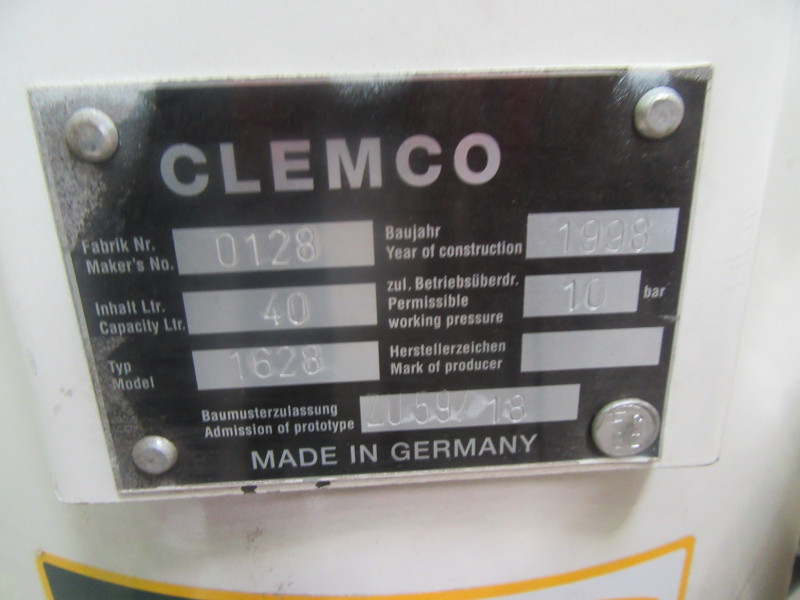 CLEMCO
Fabrik Nr.
Maker's No.
0128
Baujahr
Year of construction
1998
Inhalt Ltr.
Capacity Ltr.
40
zul. Betriebsüberdr.
Permissible
working pressure
10
bar
Typ
Model
1628
Herstellerzeichen
Mark of producer
Baumusterzulassung
Admission of prototype
MADE IN GERMANY